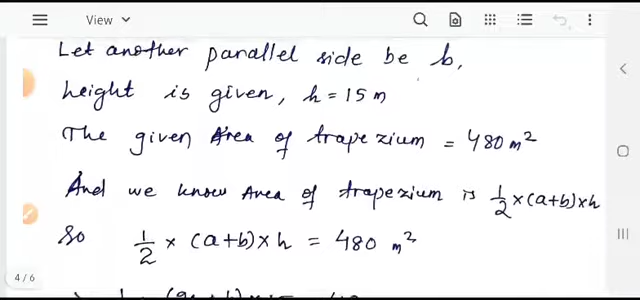 View
Let another parallel side be b,
height is given, h = 15 m
The given Area of trapezium = 480 m²
And we know Area of trapezium is 1/2 × (a+b) × h
So 1/2 × (a+b) × h = 480 m²
4/6